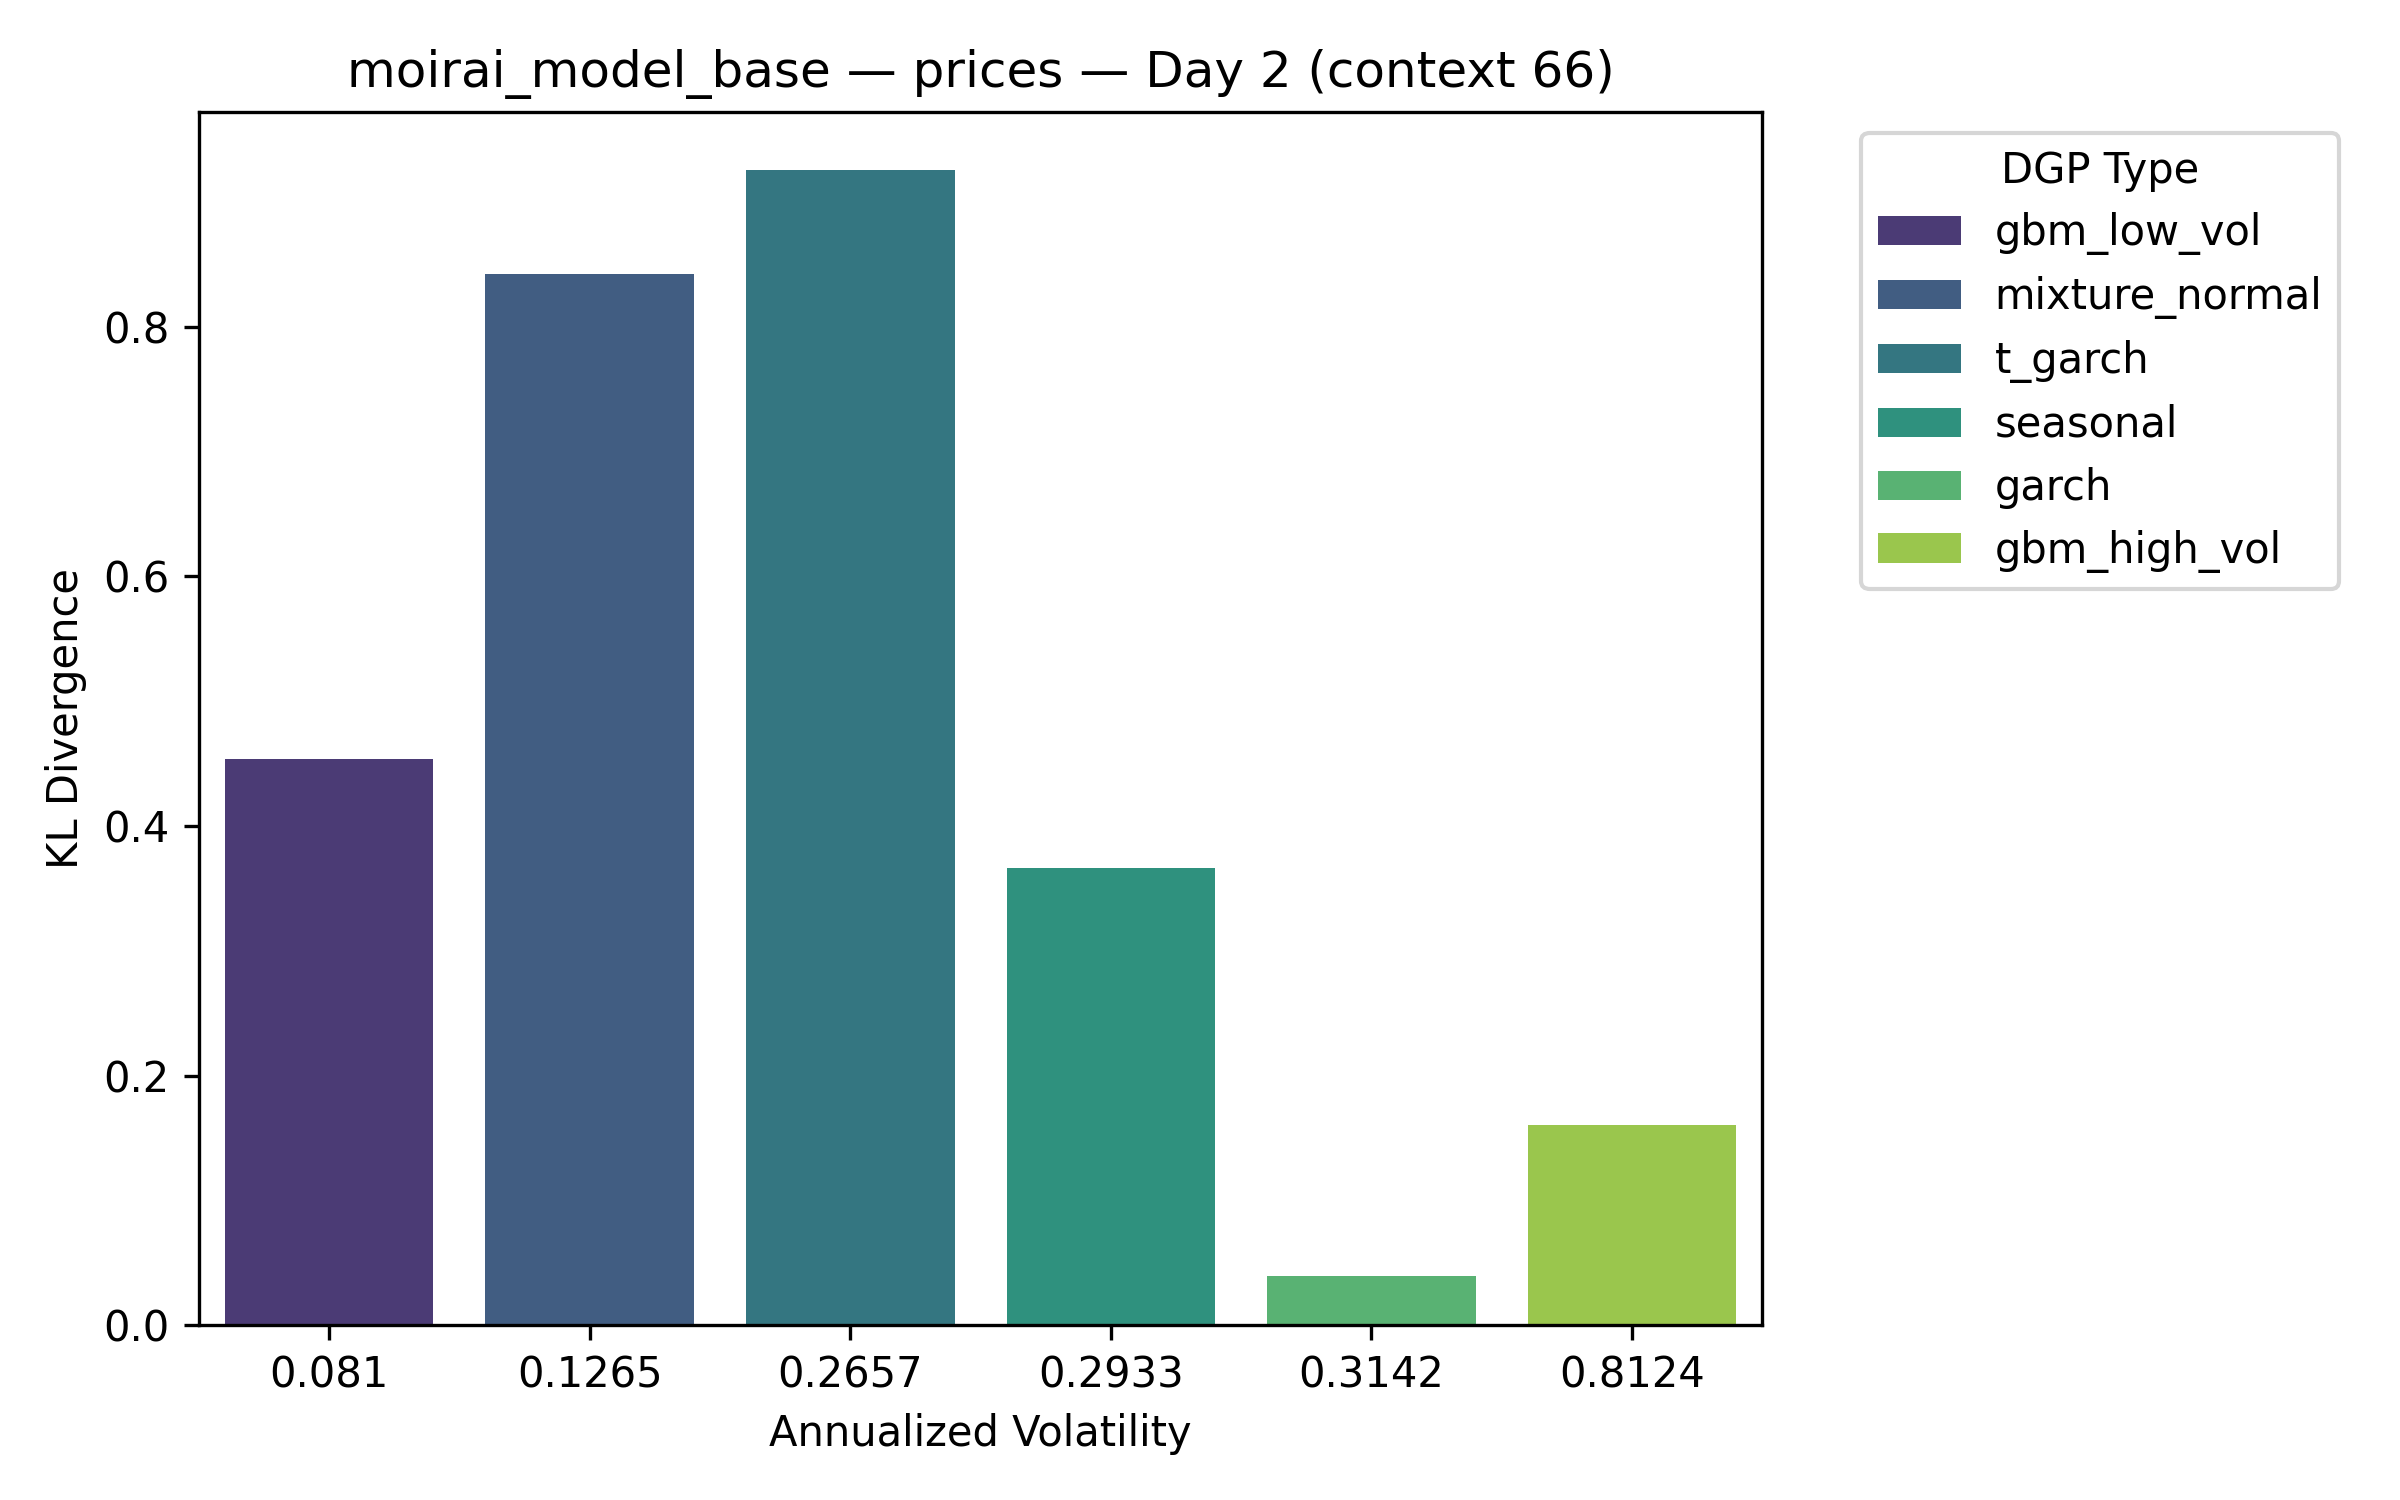 moirai_model_base — prices — Day 2 (context 66)
KL Divergence
0.8
0.6
0.4
0.2
0.0
0.081 0.1265 0.2657 0.2933 0.3142 0.8124
Annualized Volatility
DGP Type
gbm_low_vol
mixture_normal
t_garch
seasonal
garch
gbm_high_vol